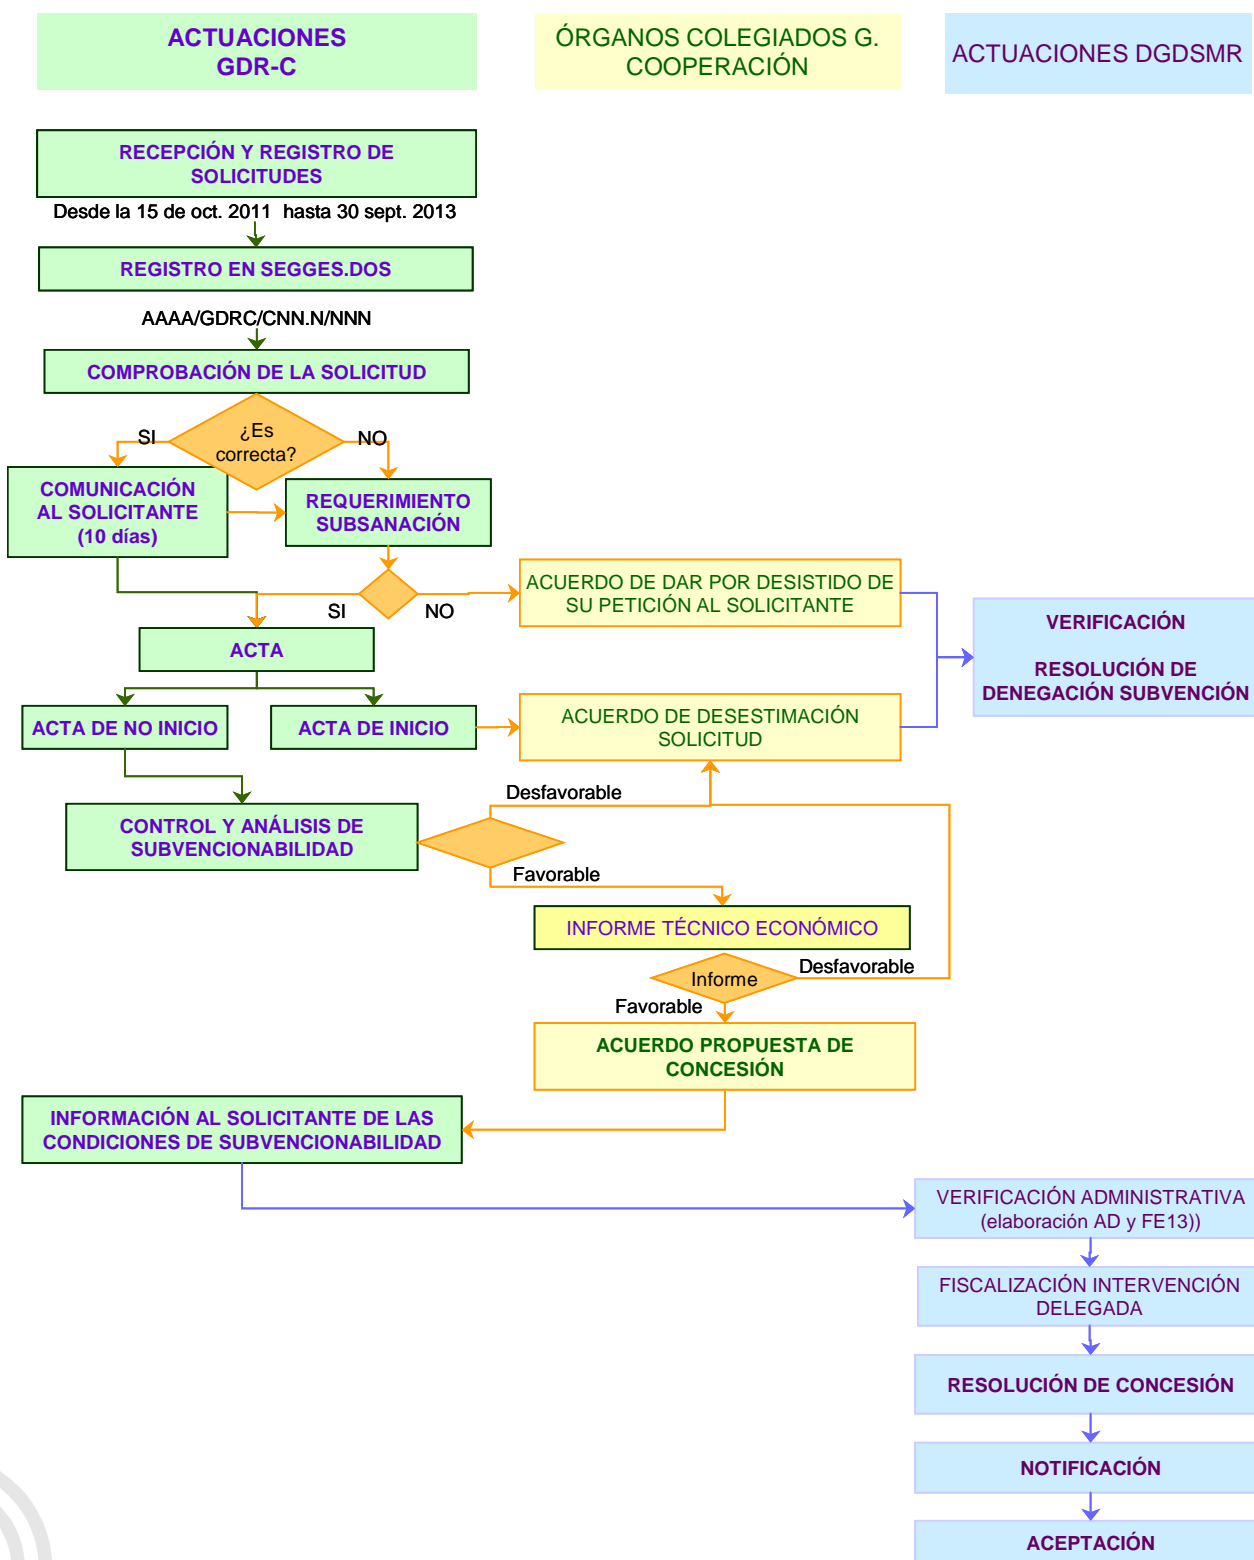 ACTUACIONES
GDR-C
ÓRGANOS COLEGIADOS G.
COOPERACIÓN
ACTUACIONES DGDSMR
RECEPCIÓN Y REGISTRO DE
SOLICITUDES
Desde la 15 de oct. 2011 hasta 30 sept. 2013
REGISTRO EN SEGGES.DOS
AAAA/GDRC/CNN.N/NNN
COMPROBACIÓN DE LA SOLICITUD
SI
¿Es
correcta?
NO
COMUNICACIÓN
AL SOLICITANTE
(10 días)
REQUERIMIENTO
SUBSANACIÓN
SI
NO
ACUERDO DE DAR POR DESISTIDO DE
SU PETICIÓN AL SOLICITANTE
VERIFICACIÓN
RESOLUCIÓN DE
DENEGACIÓN SUBVENCIÓN
ACTA
ACTA DE NO INICIO
ACTA DE INICIO
ACUERDO DE DESESTIMACIÓN
SOLICITUD
Desfavorable
CONTROL Y ANÁLISIS DE
SUBVENCIONABILIDAD
Favorable
INFORME TÉCNICO ECONÓMICO
Informe
Desfavorable
Favorable
ACUERDO PROPUESTA DE
CONCESIÓN
INFORMACIÓN AL SOLICITANTE DE LAS
CONDICIONES DE SUBVENCIONABILIDAD
VERIFICACIÓN ADMINISTRATIVA
(elaboración AD y FE13))
FISCALIZACIÓN INTERVENCIÓN
DELEGADA
RESOLUCIÓN DE CONCESIÓN
NOTIFICACIÓN
ACEPTACIÓN